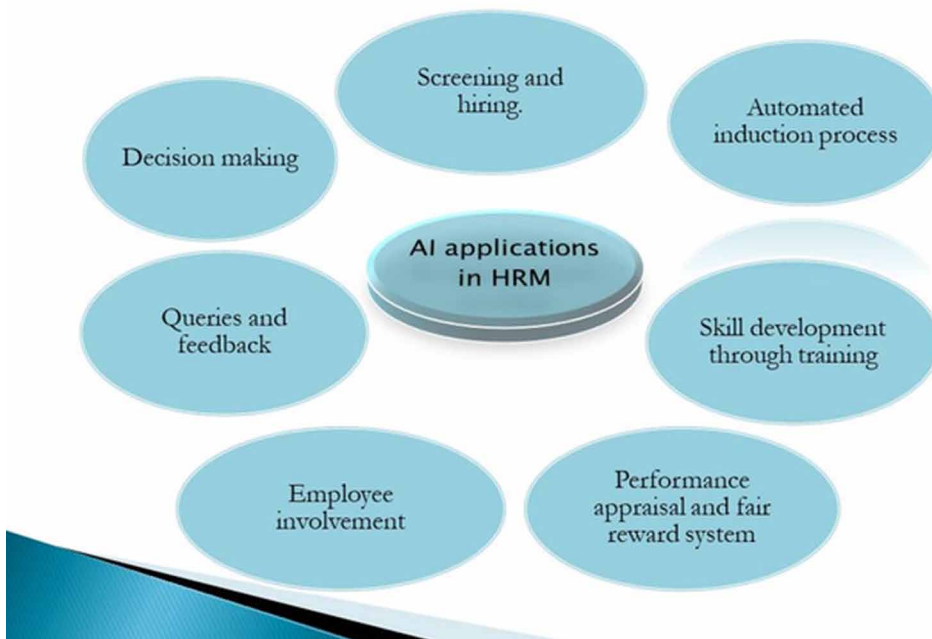 Screening and
hiring.
Automated
induction process
Decision making
AI applications
in HRM
Queries and
feedback
Skill development
through training
Employee
involvement
Performance
appraisal and fair
reward system